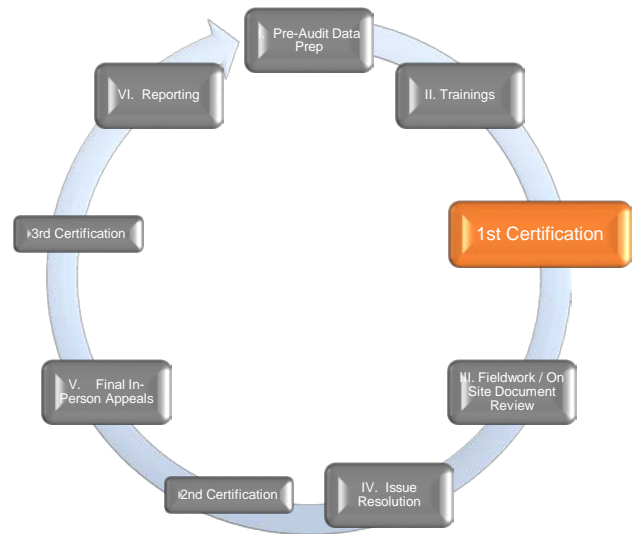 I. Pre-Audit Data
Prep
II. Trainings
1st Certification
III. Fieldwork / On
Site Document
Review
IV. Issue
Resolution
2nd Certification
V. Final In-
Person Appeals
3rd Certification
VI. Reporting